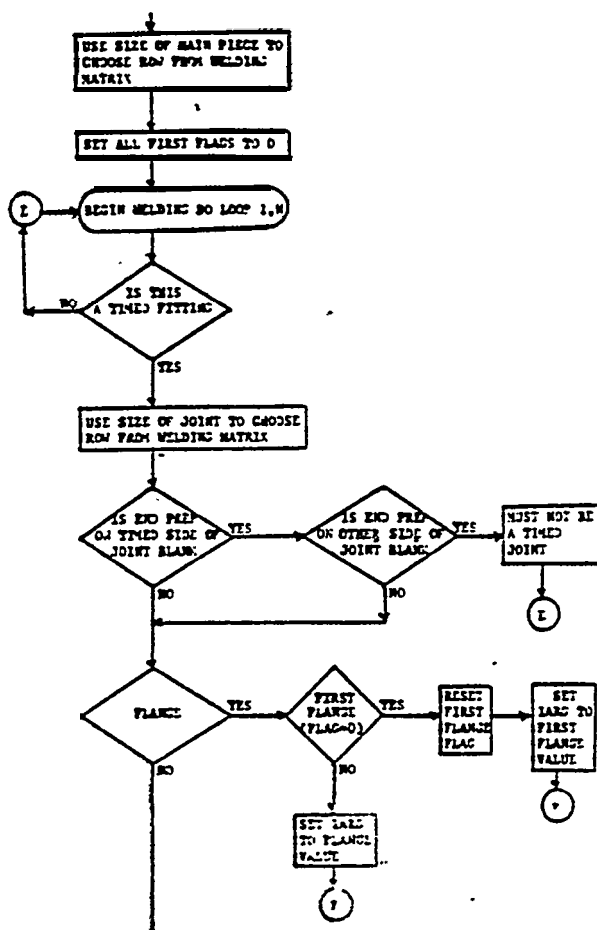 USE SIZE OF MAIN PIECE TO
CHOOSE ROW FROM WELDING
MATRIX
SET ALL FIRST FLAGS TO 0
BEGIN WELDING DO LOOP I,N
IS THIS
A TIMED FITTING
NO
YES
USE SIZE OF JOINT TO CHOOSE
ROW FROM WELDING MATRIX
IS END PREP
ON TIMED SIDE OF
JOINT BLANK
YES
NO
IS END PREP
ON OTHER SIDE OF
JOINT BLANK
YES
NO
MUST NOT BE
A TIMED
JOINT
FLANGE
YES
NO
FIRST
FLANGE
(FLAG=0)
YES
NO
RESET
FIRST
FLANGE
FLAG
SET
IARG TO
FIRST
FLANGE
VALUE
SET IARG
TO FLANGE
VALUE